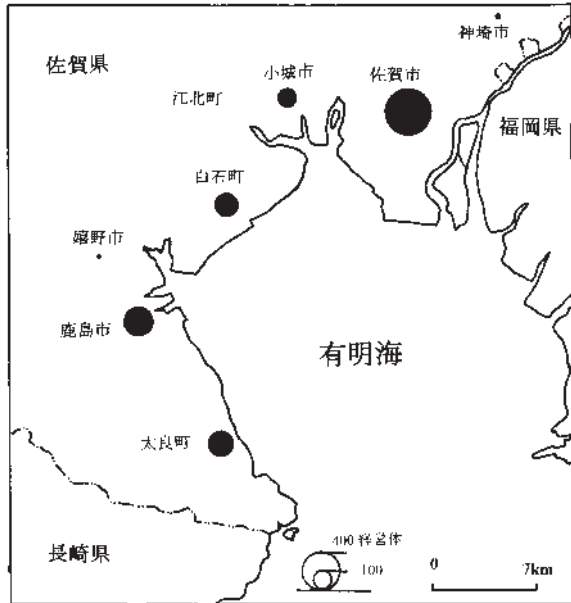 神埼市
佐賀県
小城市
佐賀市
江北町
福岡県
白石町
嬉野市
鹿島市
有明海
太良町
長崎県
400 経営体
100
0 7km